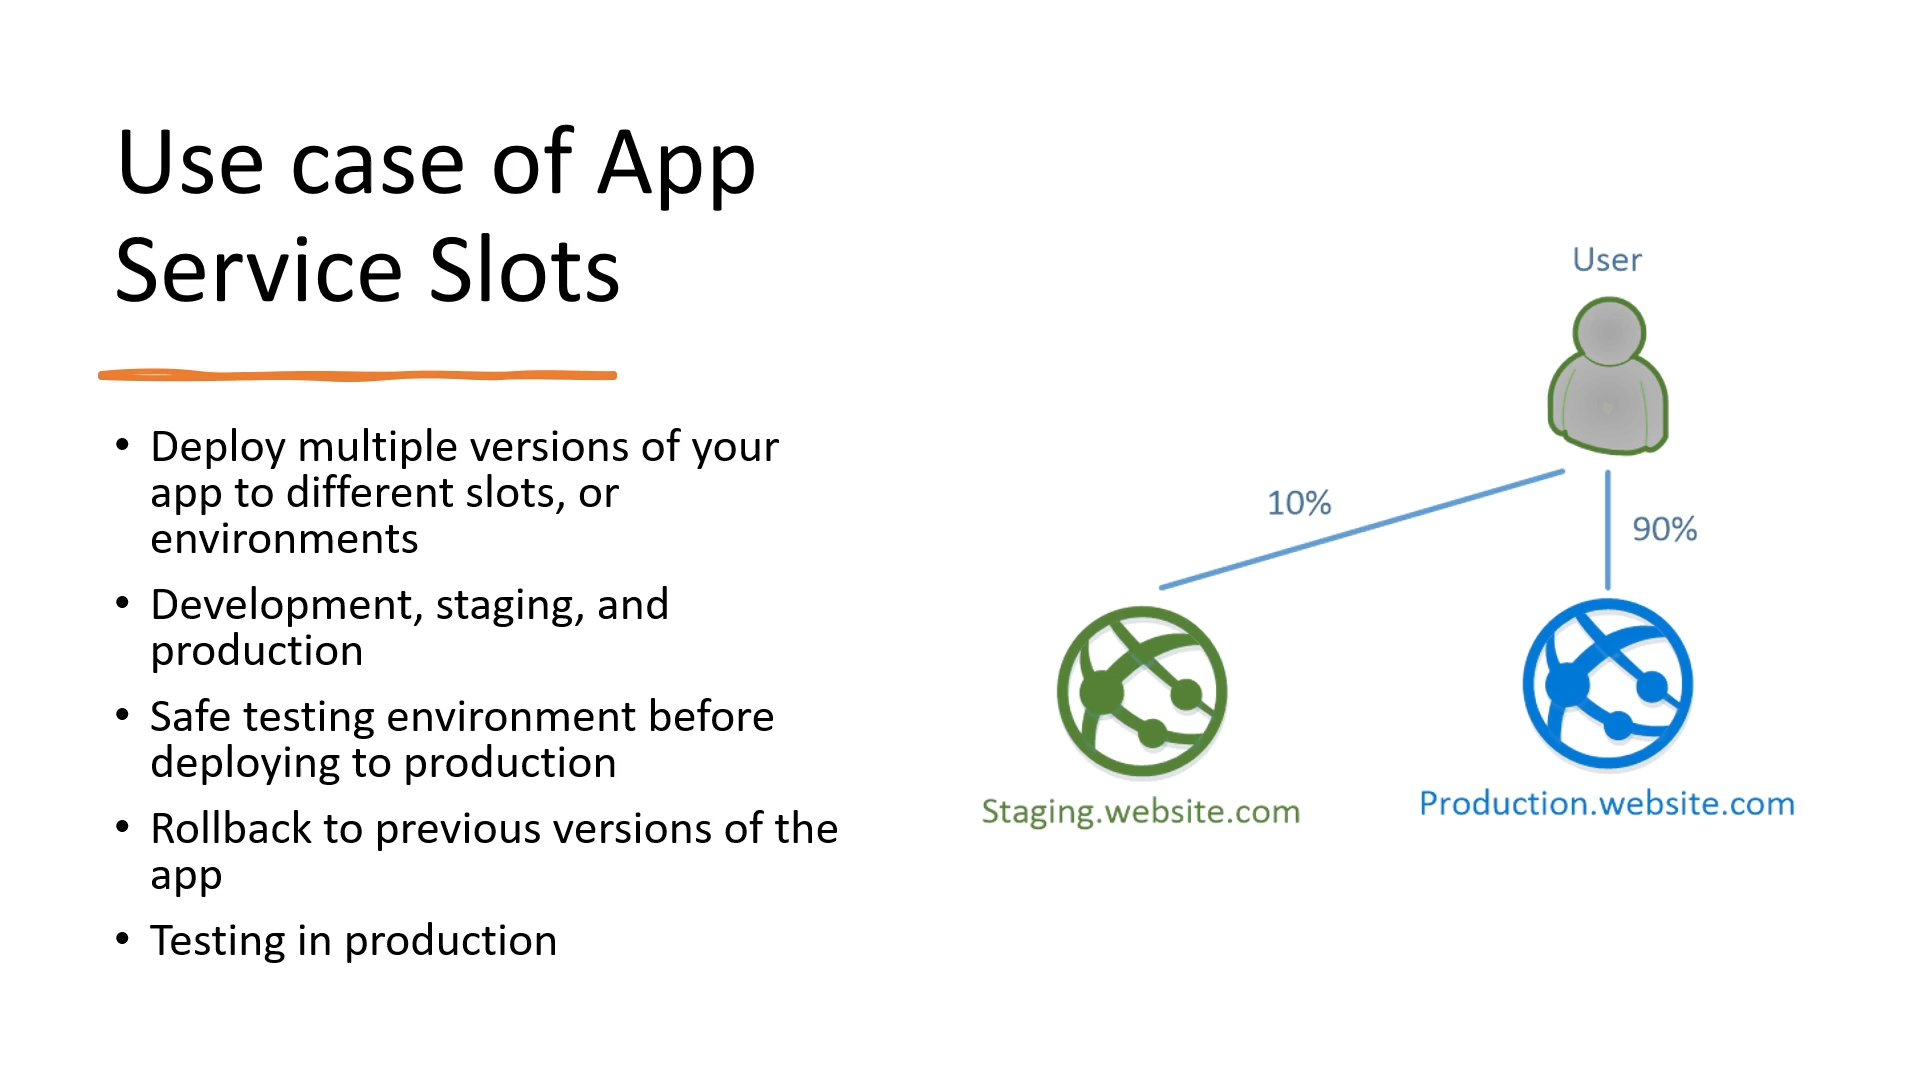 Use case of App
Service Slots
• Deploy multiple versions of your
app to different slots, or
environments
• Development, staging, and
production
• Safe testing environment before
deploying to production
• Rollback to previous versions of the
app
• Testing in production
User
10%
90%
Staging.website.com
Production.website.com